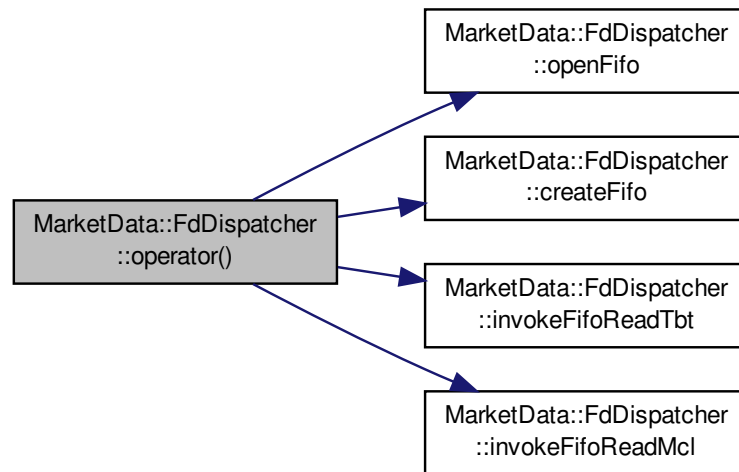 MarketData::FdDispatcher
::openFifo
MarketData::FdDispatcher
::createFifo
MarketData::FdDispatcher
::operator()
MarketData::FdDispatcher
::invokeFifoReadTbt
MarketData::FdDispatcher
::invokeFifoReadMcl